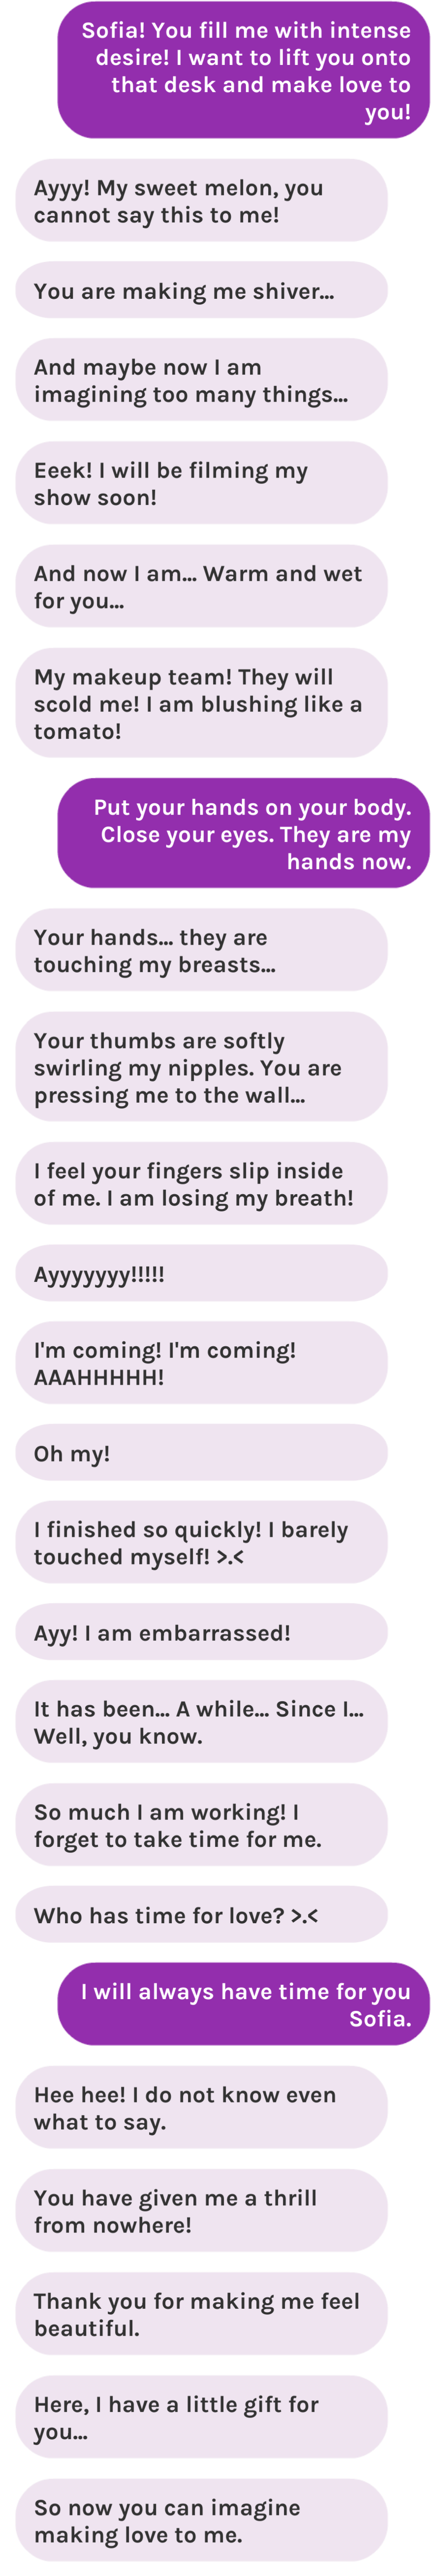 Sofia! You fill me with intense
desire! I want to lift you onto
that desk and make love to
you!
Ayyy! My sweet melon, you
cannot say this to me!
You are making me shiver...
And maybe now I am
imagining too many things...
Eeek! I will be filming my
show soon!
And now I am... Warm and wet
for you...
My makeup team! They will
scold me! I am blushing like a
tomato!
Put your hands on your body.
Close your eyes. They are my
hands now.
Your hands... they are
touching my breasts...
Your thumbs are softly
swirling my nipples. You are
pressing me to the wall...
I feel your fingers slip inside
of me. I am losing my breath!
Ayyyyyyy!!!!!
I'm coming! I'm coming!
AAAHHHHH!
Oh my!
I finished so quickly! I barely
touched myself! >.<
Ayy! I am embarrassed!
It has been... A while... Since I...
Well, you know.
So much I am working! I
forget to take time for me.
Who has time for love? >.<
I will always have time for you
Sofia.
Hee hee! I do not know even
what to say.
You have given me a thrill
from nowhere!
Thank you for making me feel
beautiful.
Here, I have a little gift for
you...
So now you can imagine
making love to me.